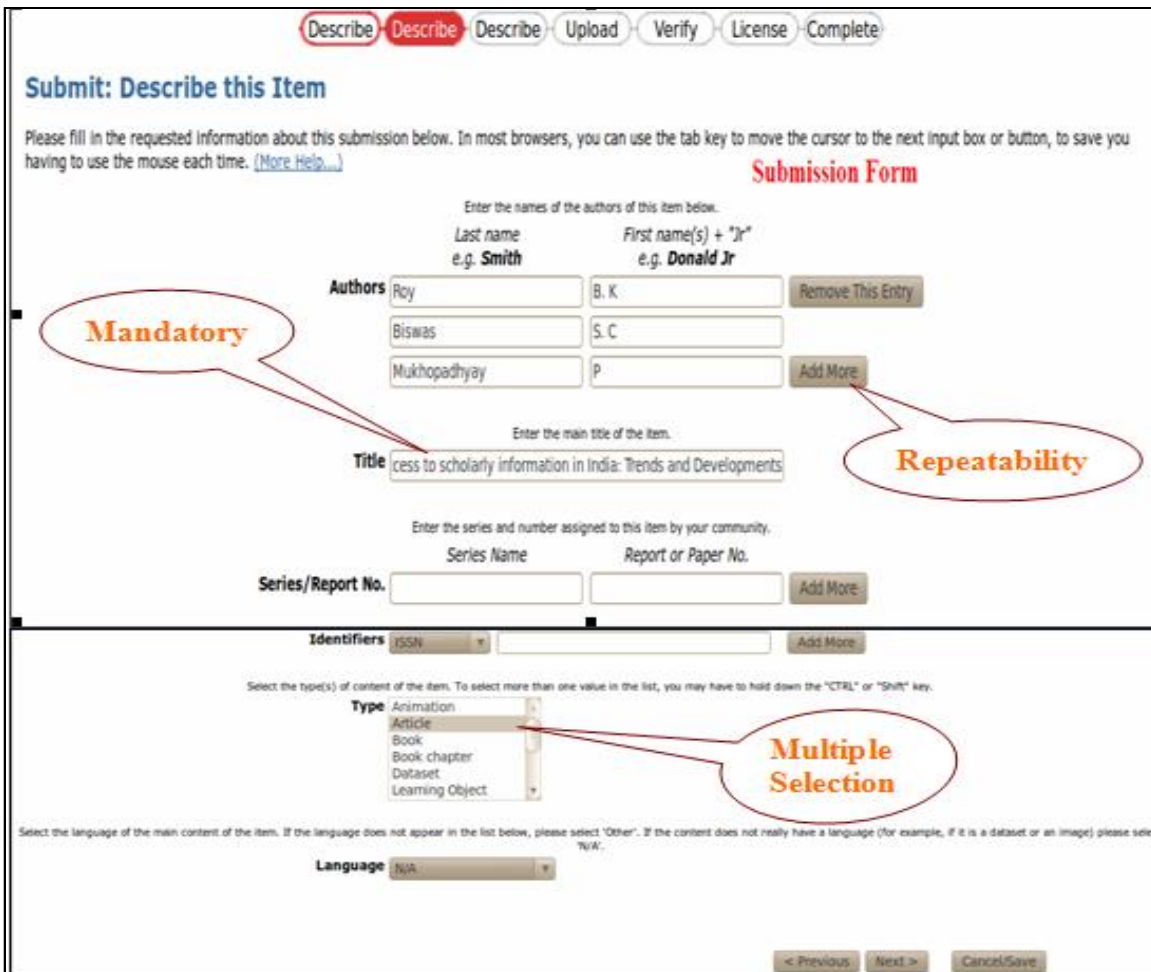 Describe Describe Describe Upload Verify License Complete
Submit: Describe this Item
Please fill in the requested information about this submission below. In most browsers, you can use the tab key to move the cursor to the next input box or button, to save you
having to use the mouse each time. (More Help...)
Submission Form
Enter the names of the authors of this item below.
Last name First name(s) + "Jr"
e.g. Smith e.g. Donald Jr
Authors Roy B. K Remove This Entry
Mandatory
Biswas S. C
Mukhopadhyay P Add More
Enter the main title of the item.
Title cess to scholarly information in India: Trends and Developments
Repeatability
Enter the series and number assigned to this item by your community.
Series Name Report or Paper No.
Series/Report No. Add More
Identifiers ISSN Add More
Select the type(s) of content of the item. To select more than one value in the list, you may have to hold down the "CTRL" or "Shift" key.
Type Animation
Article
Book
Book chapter
Dataset
Learning Object
Multiple
Selection
Select the language of the main content of the item. If the language does not appear in the list below, please select 'Other'. If the content does not really have a language (for example, if it is a dataset or an image) please sele
'N/A'.
Language N/A
< Previous Next > Cancel/Save